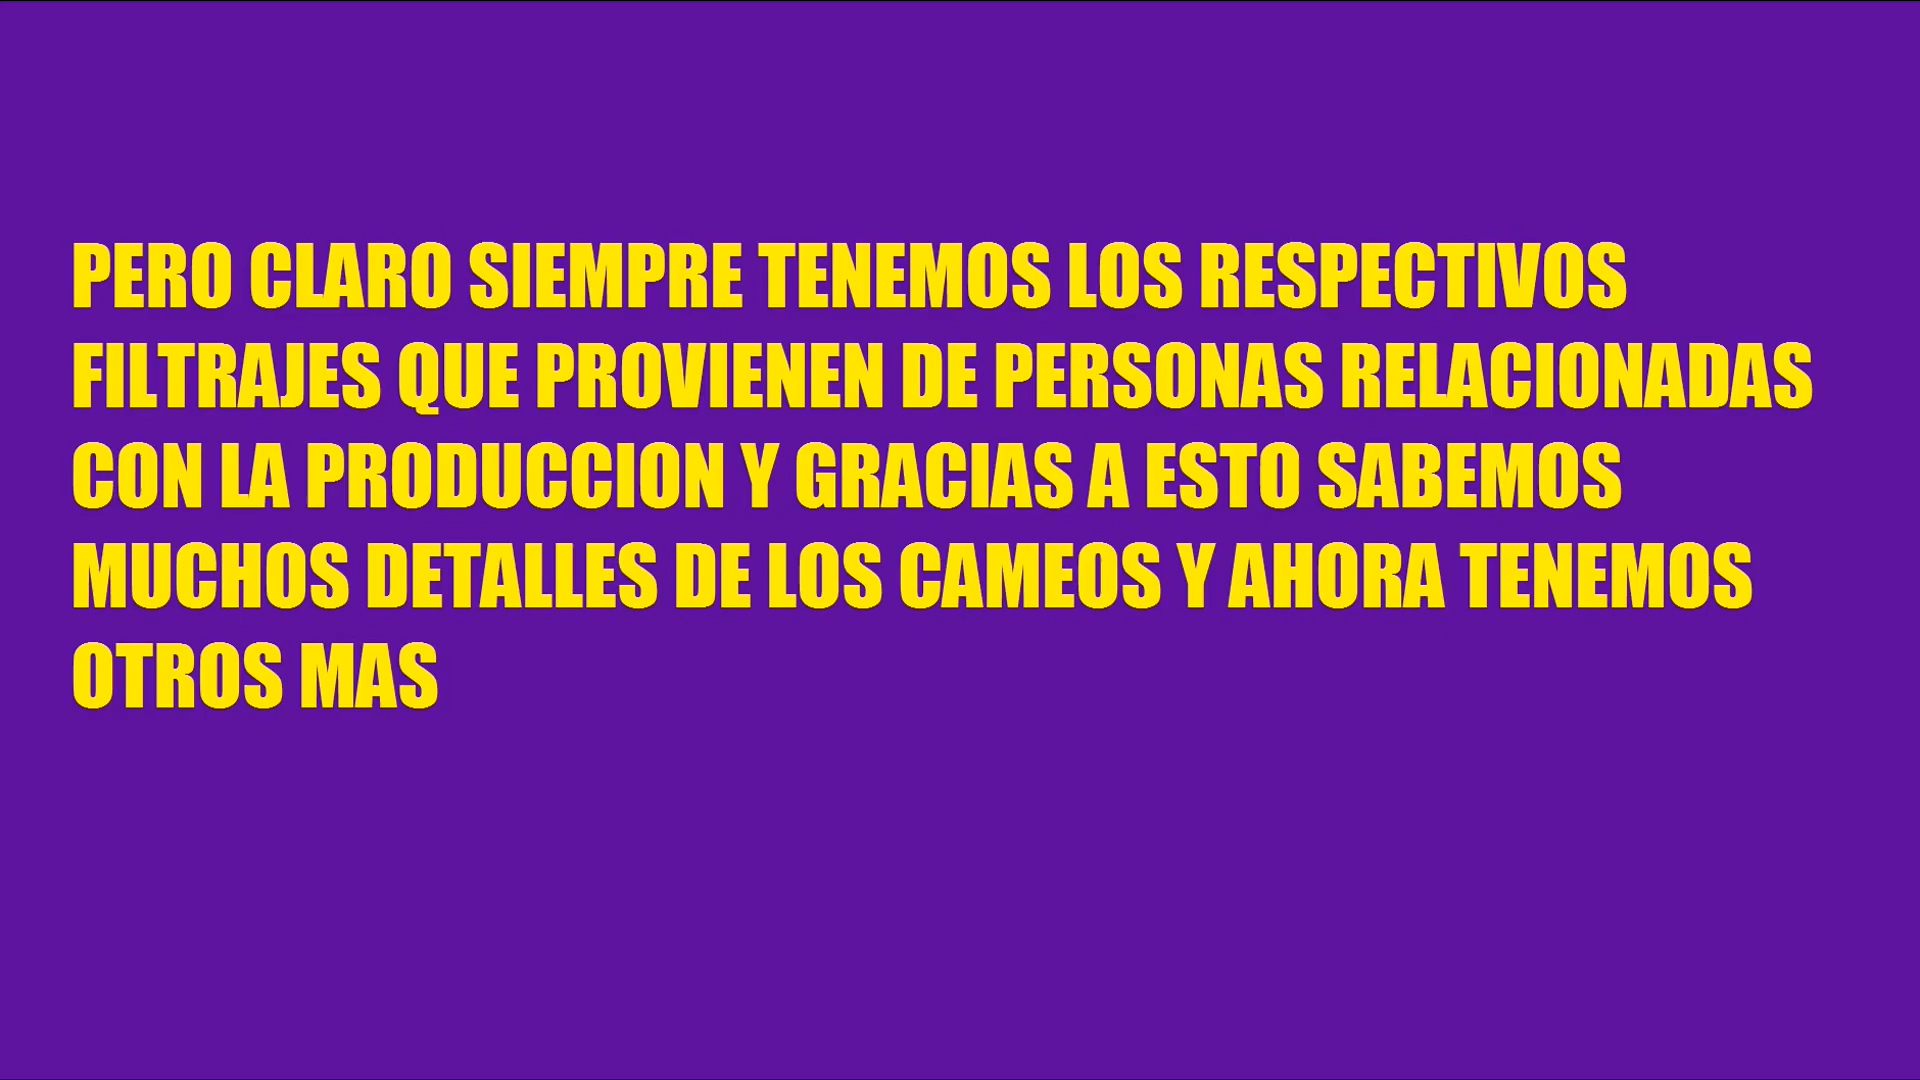 PERO CLARO SIEMPRE TENEMOS LOS RESPECTIVOS
FILTRAJES QUE PROVIENEN DE PERSONAS RELACIONADAS
CON LA PRODUCCION Y GRACIAS A ESTO SABEMOS
MUCHOS DETALLES DE LOS CAMEOS Y AHORA TENEMOS
OTROS MAS